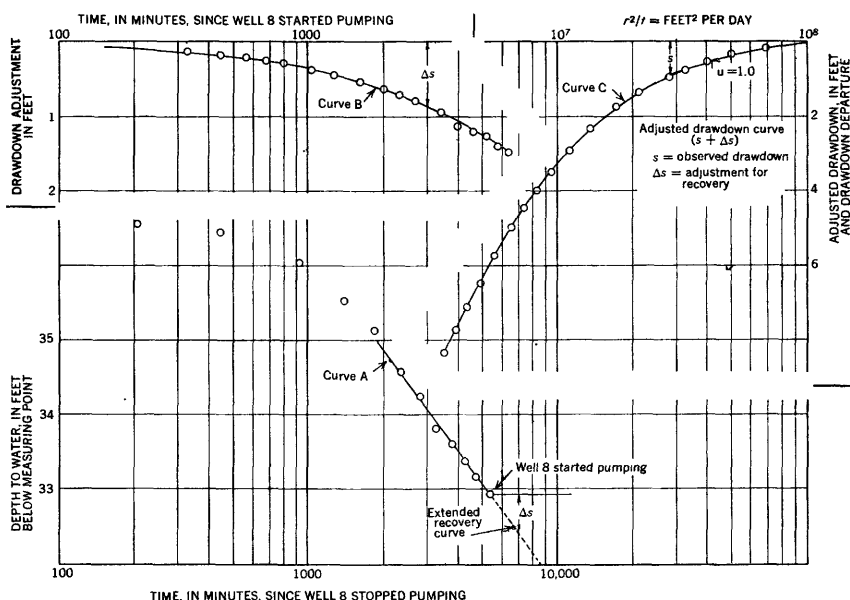 TIME, IN MINUTES, SINCE WELL 8 STARTED PUMPING
r²/t = FEET² PER DAY
100
1000
10⁷
10⁸
DRAWDOWN ADJUSTMENT
IN FEET
1
2
Δs
Curve B
s
u=1.0
Curve C
Adjusted drawdown curve
(s + Δs)
s = observed drawdown
Δs = adjustment for
recovery
2
4
6
ADJUSTED DRAWDOWN, IN FEET
AND DRAWDOWN DEPARTURE
DEPTH TO WATER, IN FEET
BELOW MEASURING POINT
35
34
33
Curve A
Well 8 started pumping
Δs
Extended
recovery
curve
100
1000
10,000
TIME, IN MINUTES, SINCE WELL 8 STOPPED PUMPING